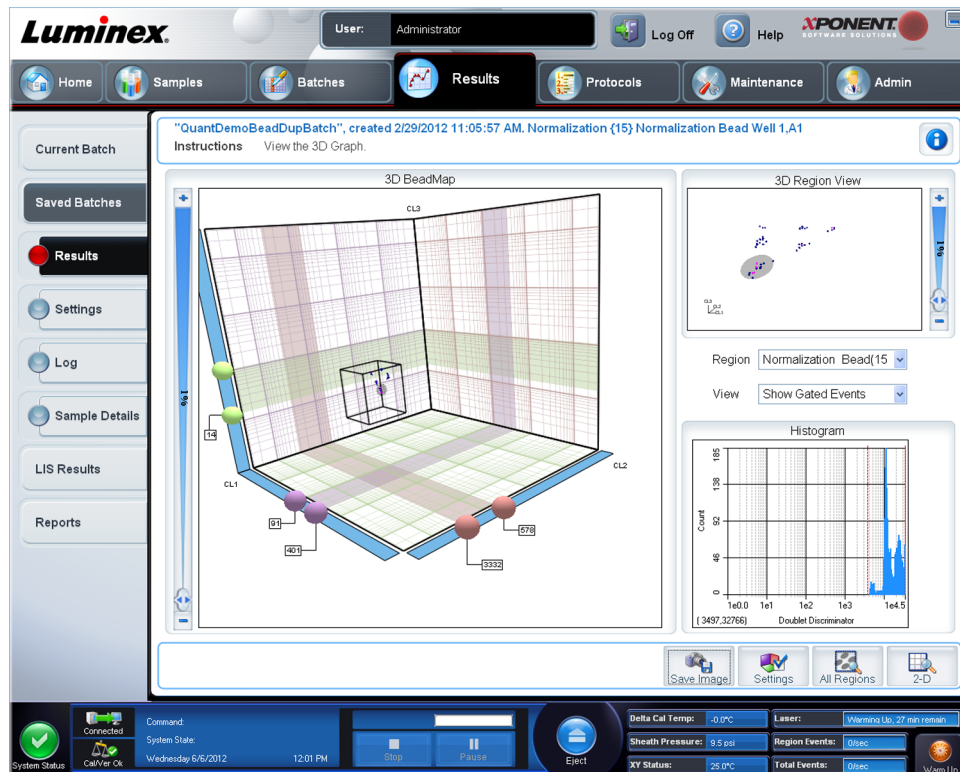 Luminex.
User: Administrator
Log Off
Help
XPONENT.
SOFTWARE SOLUTIONS
Home
Samples
Batches
Results
Protocols
Maintenance
Admin
Current Batch
Saved Batches
Results
Settings
Log
Sample Details
LIS Results
Reports
"QuantDemoBeadDupBatch", created 2/29/2012 11:05:57 AM. Normalization {15} Normalization Bead Well 1,A1
Instructions View the 3D Graph.
3D BeadMap
1%
CL3
14
CL1
CL2
91
401
578
3332
3D Region View
1%
CL3
CL2
CL1
Region Normalization Bead(15
View Show Gated Events
Histogram
185
138
92
46
0
Count
1e0.0 1e1 1e2 1e3 1e4.5
( 3497,32766) Doublet Discriminator
Save Image
Settings
All Regions
2-D
System Status
Connected
Cal/Ver Ok
Command:
System State:
Wednesday 6/6/2012 12:01 PM
Stop
Pause
Eject
Delta Cal Temp: -0.0°C
Sheath Pressure: 9.5 psi
XY Status: 25.0°C
Laser: Warming Up, 27 min remain
Region Events: 0/sec
Total Events: 0/sec
Warm Up